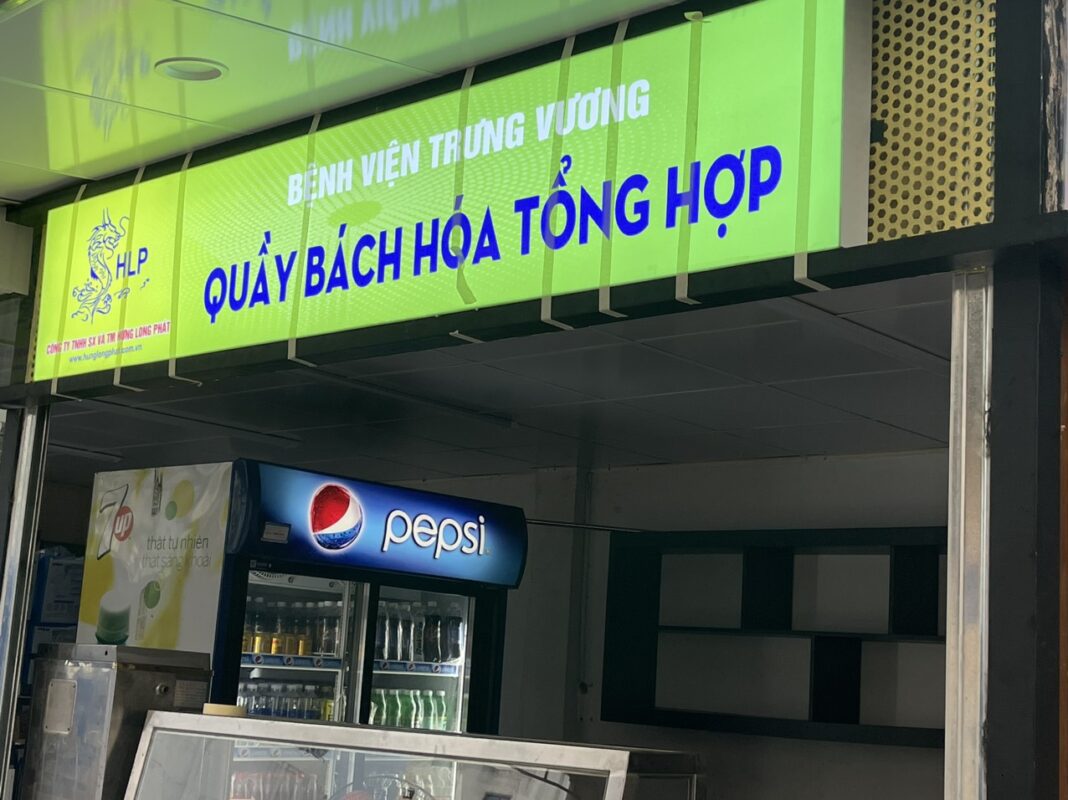 BỆNH VIỆN TRƯNG VƯƠNG
QUẦY BÁCH HÓA TỔNG HỢP
HLP
CÔNG TY TNHH SX VÀ TM HƯNG LONG PHÁT
www.hunglongphat.com.vn
pepsi
7up
thật tự nhiên
thật sảng khoái